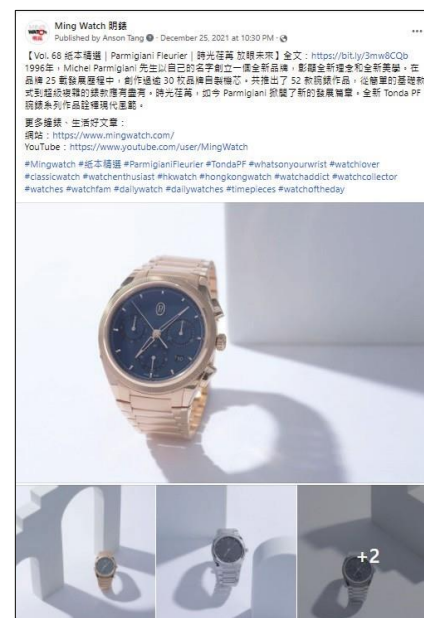 Ming Watch 明錶
Published by Anson Tang · December 25, 2021 at 10:30 PM ·
【 Vol. 68 紙本精選 | Parmigiani Fleurier | 時光荏苒 放眼未來】全文：https://bit.ly/3mw8CQb
1996年，Michel Parmigiani 先生以自己的名字創立一個全新品牌，彰顯全新理念和全新美學。在
品牌 25 載發展歷程中，創作過逾 30 枚品牌自製機芯。共推出了 52 款腕錶作品，從簡單的基礎款
式到超級複雜的錶款應有盡有。時光荏苒，如今 Parmigiani 掀開了新的發展篇章。全新 Tonda PF
腕錶系列作品詮釋現代風範。
更多鐘錶、生活好文章：
網站：https://www.mingwatch.com/
YouTube：https://www.youtube.com/user/MingWatch
#Mingwatch #紙本精選 #ParmigianiFleurier #TondaPF #whatsonyourwrist #watchlover
#classicwatch #watchenthusiast #hkwatch #hongkongwatch #watchaddict #watchcollector
#watches #watchfam #dailywatch #dailywatches #timepieces #watchoftheday
+2